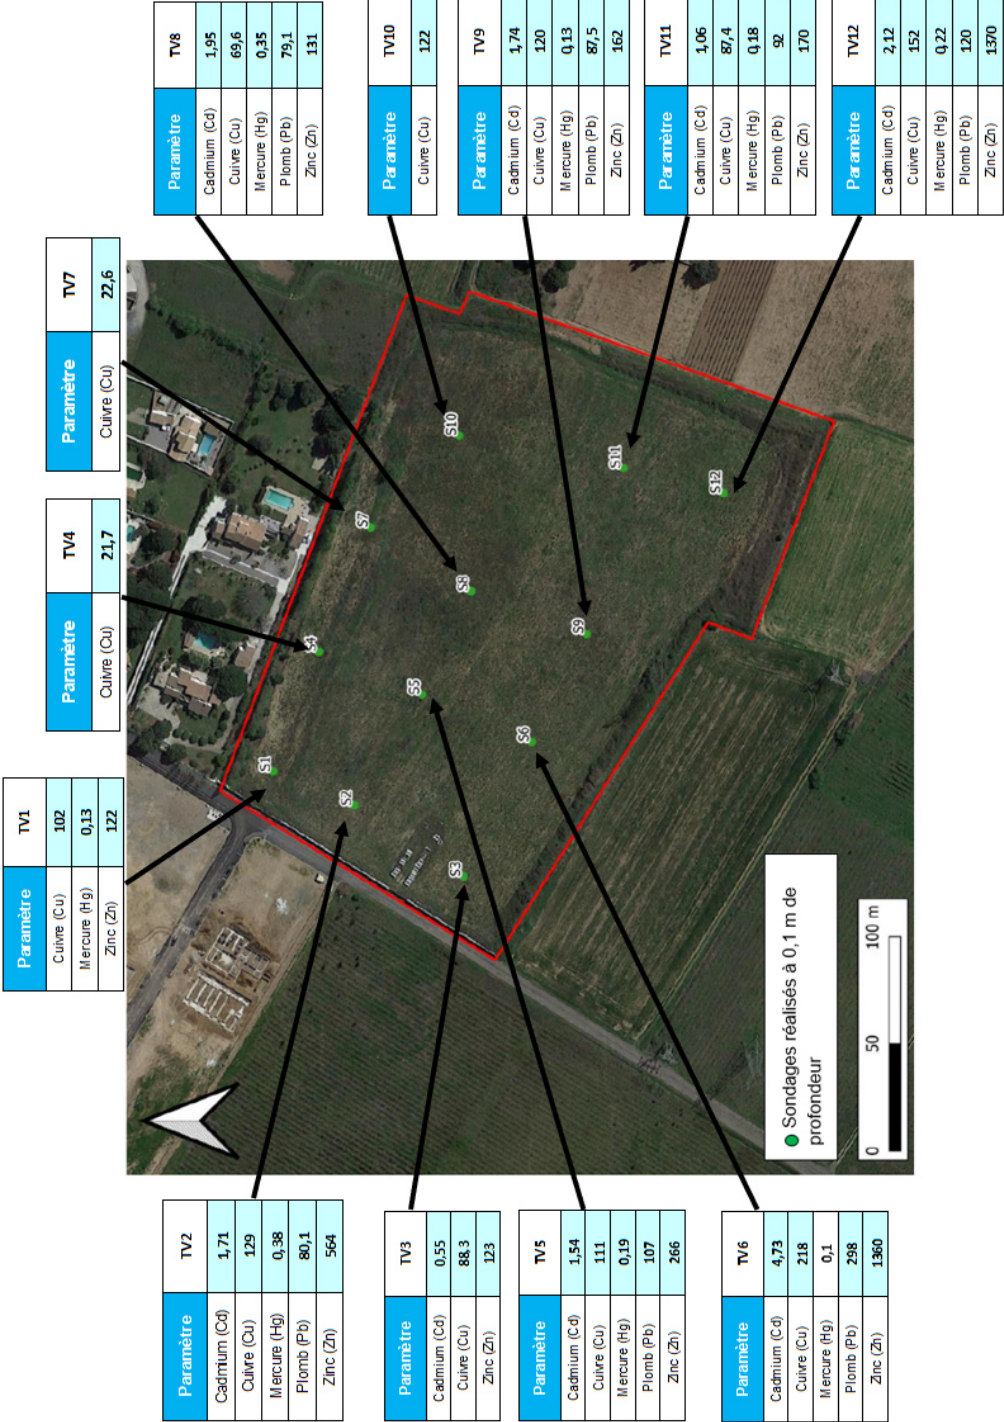 Paramètre TV1
Cuivre (Cu) 102
Mercure (Hg) 0,13
Zinc (Zn) 122
Paramètre TV4
Cuivre (Cu) 21,7
Paramètre TV7
Cuivre (Cu) 22,6
Paramètre TV2
Cadmium (Cd) 1,71
Cuivre (Cu) 129
Mercure (Hg) 0,38
Plomb (Pb) 80,1
Zinc (Zn) 564
Paramètre TV3
Cadmium (Cd) 0,55
Cuivre (Cu) 88,3
Zinc (Zn) 123
Paramètre TV5
Cadmium (Cd) 1,54
Cuivre (Cu) 111
Mercure (Hg) 0,19
Plomb (Pb) 107
Zinc (Zn) 266
Paramètre TV6
Cadmium (Cd) 4,73
Cuivre (Cu) 218
Mercure (Hg) 0,1
Plomb (Pb) 298
Zinc (Zn) 1360
S1
S4
S7
S2
S5
S8
S10
S3
S6
S9
S11
S12
Sondages réalisés à 0,1 m de
profondeur
0 50 100 m
Paramètre TV8
Cadmium (Cd) 1,95
Cuivre (Cu) 69,6
Mercure (Hg) 0,35
Plomb (Pb) 79,1
Zinc (Zn) 131
Paramètre TV10
Cuivre (Cu) 122
Paramètre TV9
Cadmium (Cd) 1,74
Cuivre (Cu) 120
Mercure (Hg) 0,13
Plomb (Pb) 87,5
Zinc (Zn) 162
Paramètre TV11
Cadmium (Cd) 1,06
Cuivre (Cu) 87,4
Mercure (Hg) 0,18
Plomb (Pb) 92
Zinc (Zn) 170
Paramètre TV12
Cadmium (Cd) 2,12
Cuivre (Cu) 152
Mercure (Hg) 0,22
Plomb (Pb) 120
Zinc (Zn) 1370